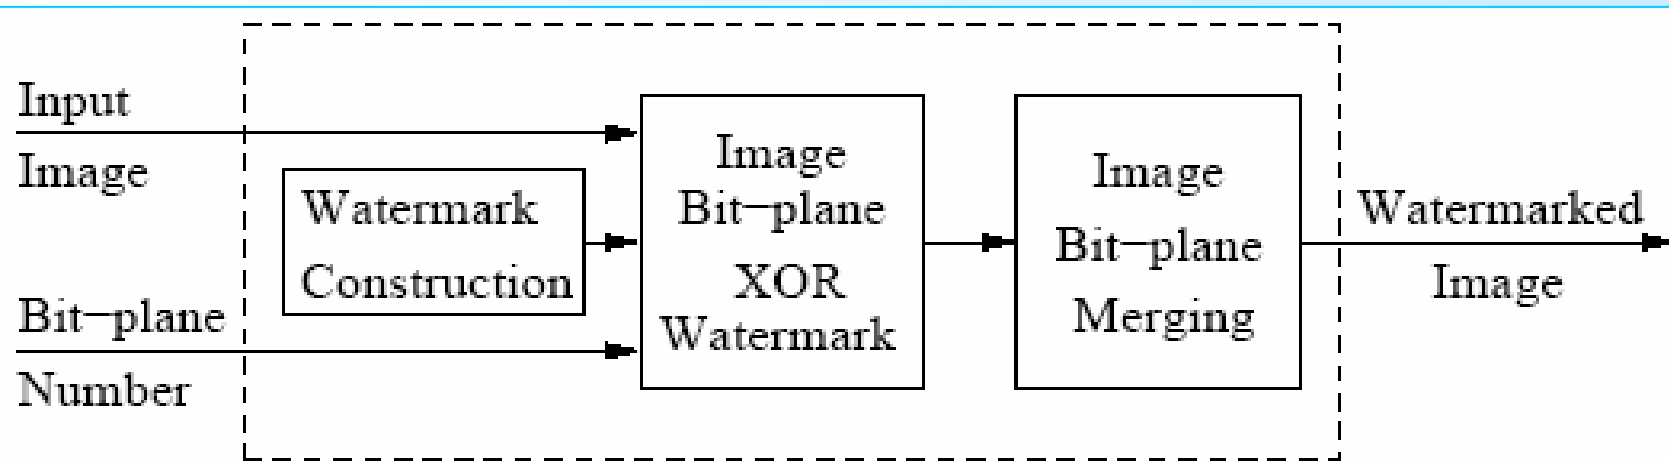 Input
Image
Bit-plane
Number
Watermark
Construction
Image
Bit-plane
XOR
Watermark
Image
Bit-plane
Merging
Watermarked
Image